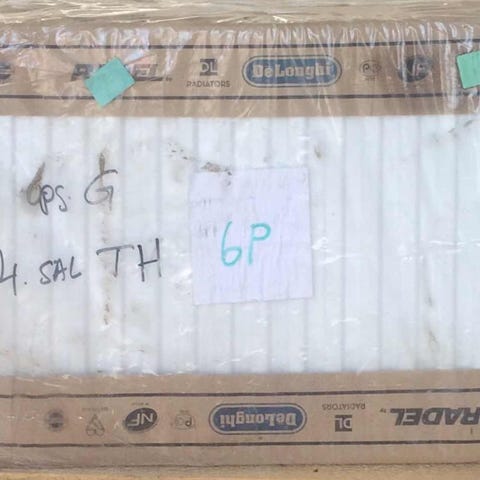 RADEL
DL
RADIATORS
DeLonghi
ops. G
4. SAL TH
6P
NF
DeLonghi
DL
RADIATORS
RADEL